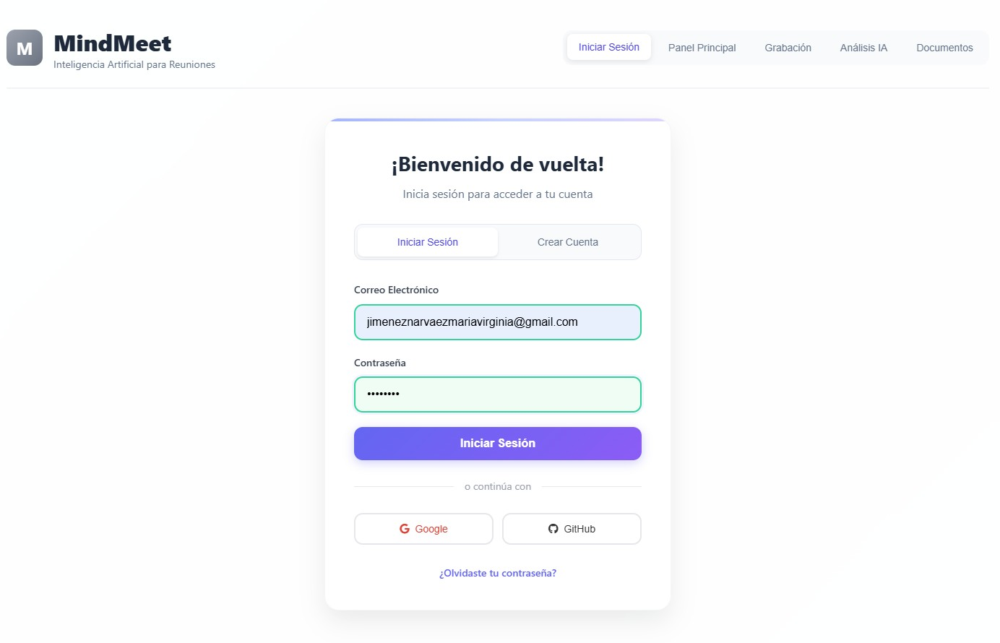 M
MindMeet
Inteligencia Artificial para Reuniones
Iniciar Sesión
Panel Principal
Grabación
Análisis IA
Documentos
¡Bienvenido de vuelta!
Inicia sesión para acceder a tu cuenta
Iniciar Sesión
Crear Cuenta
Correo Electrónico
jimeneznarvaezmariavirginia@gmail.com
Contraseña
••••••••
Iniciar Sesión
o continúa con
Google
GitHub
¿Olvidaste tu contraseña?